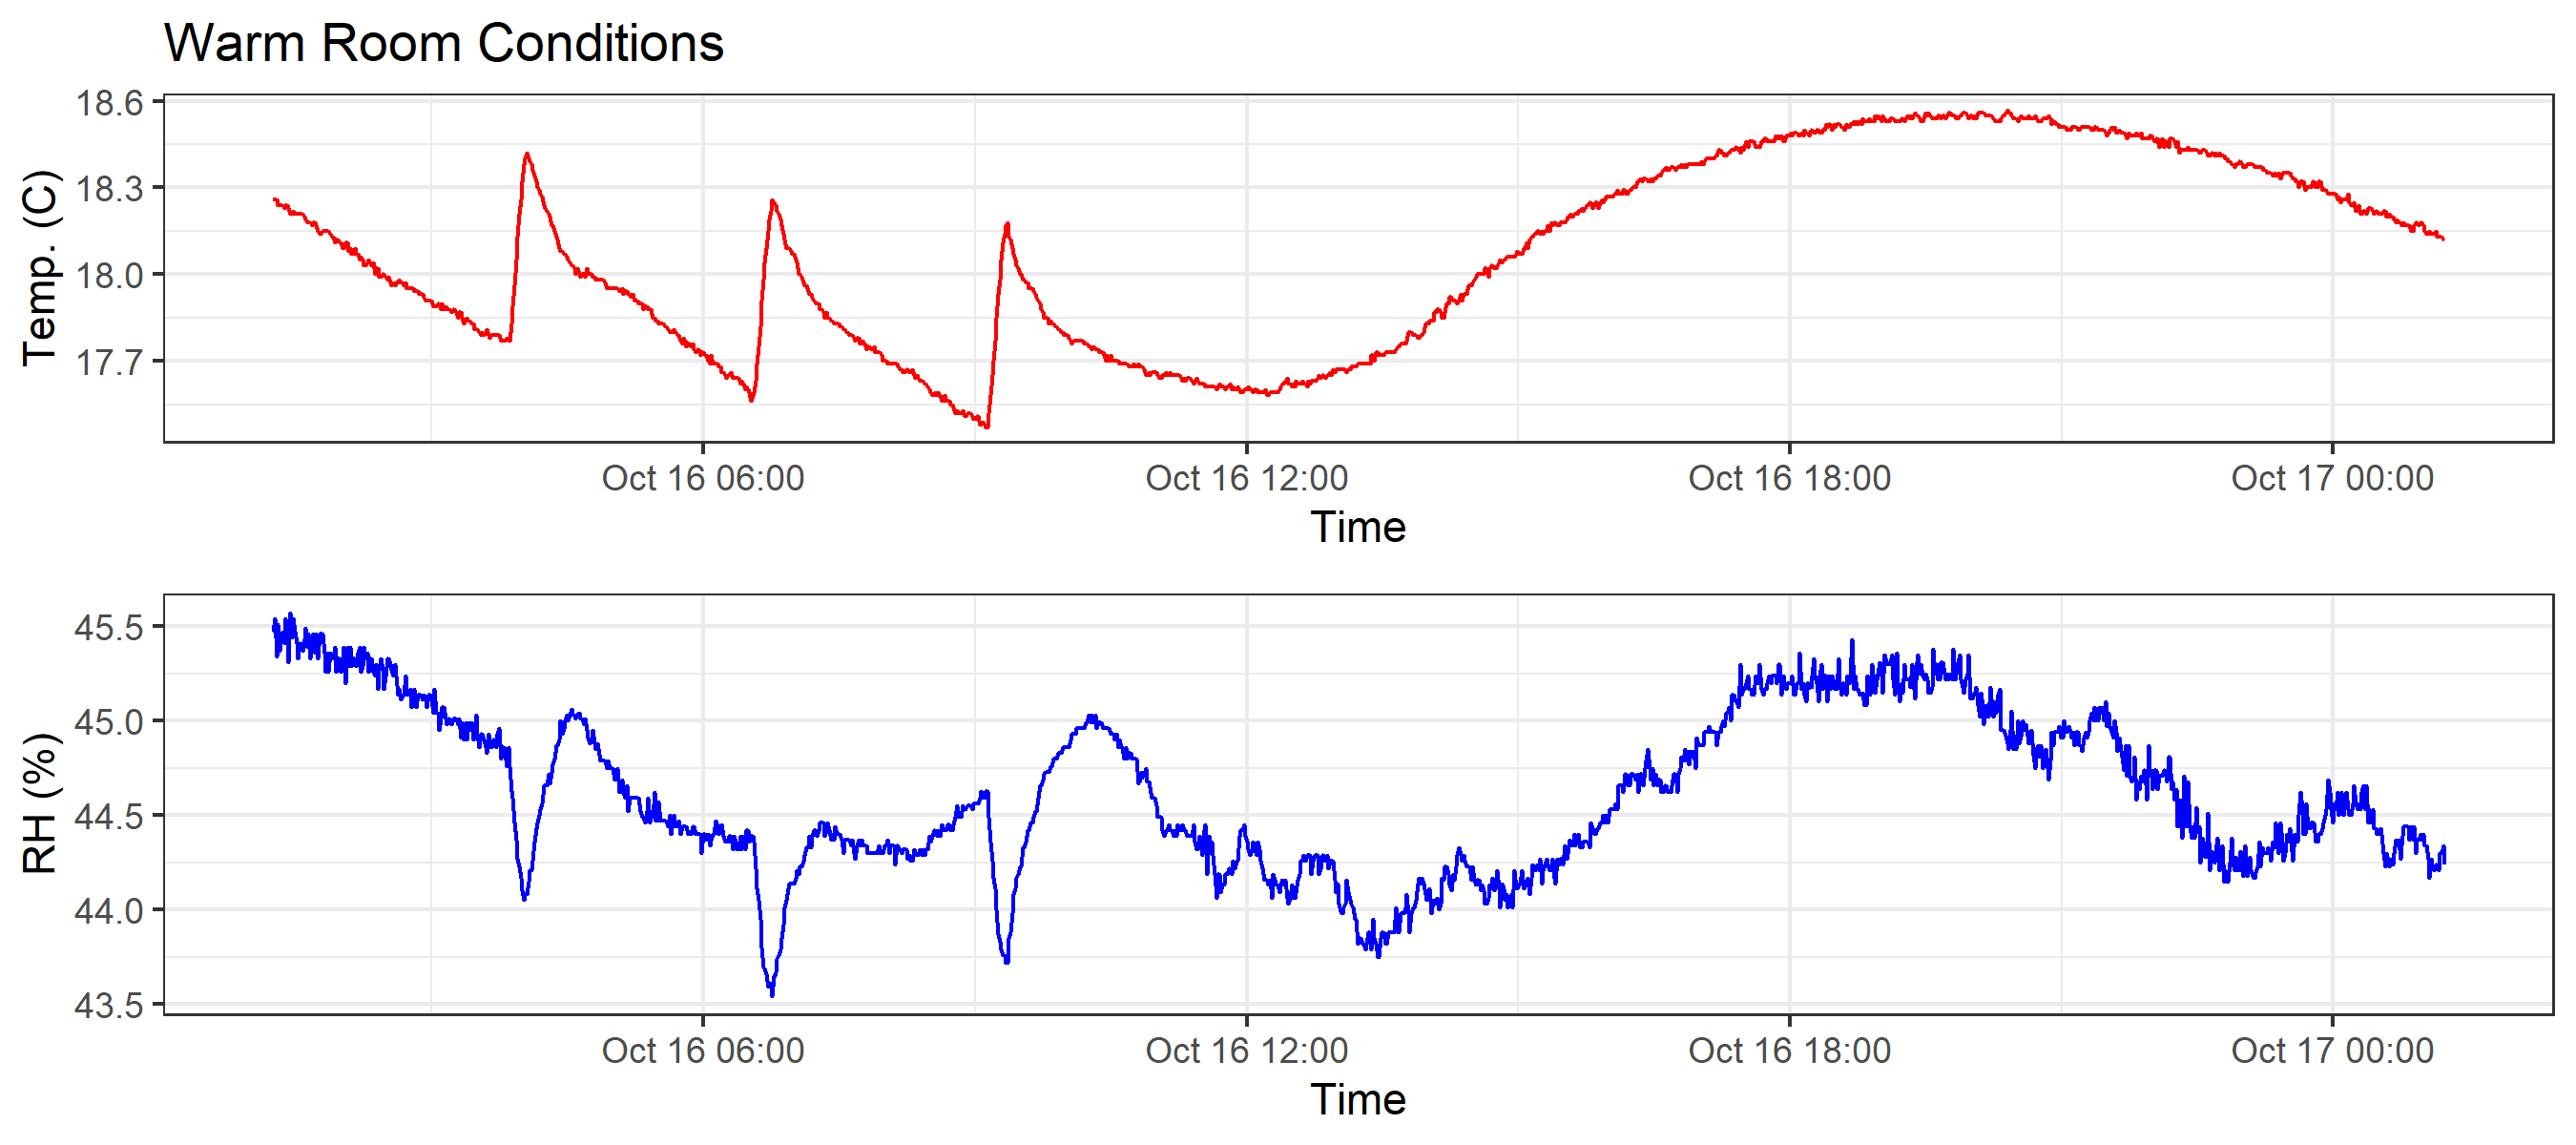 Warm Room Conditions
18.6
18.3
18.0
17.7
Temp. (C)
Oct 16 06:00 Oct 16 12:00 Oct 16 18:00 Oct 17 00:00
Time
45.5
45.0
44.5
44.0
43.5
RH (%)
Oct 16 06:00 Oct 16 12:00 Oct 16 18:00 Oct 17 00:00
Time